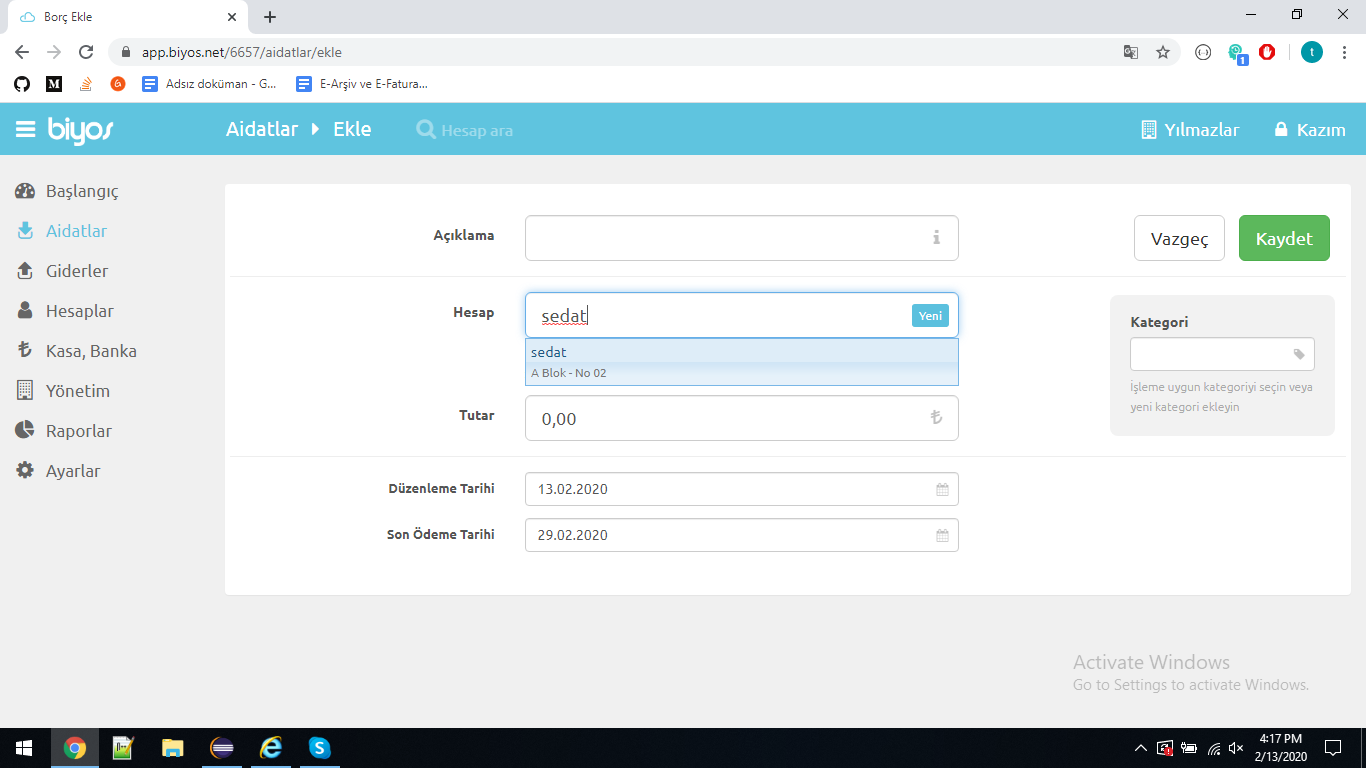 Borç Ekle
app.biyos.net/6657/aidatlar/ekle
1
t
M
Adsız doküman - G...
E-Arşiv ve E-Fatura...
biyos
Aidatlar
Ekle
Hesap ara
Yılmazlar
Kazım
Başlangıç
Aidatlar
Giderler
Hesaplar
Kasa, Banka
Yönetim
Raporlar
Ayarlar
Açıklama
Vazgeç
Kaydet
Hesap
sedat
Yeni
sedat
A Blok - No 02
Kategori
İşleme uygun kategoriyi seçin veya
yeni kategori ekleyin
Tutar
0,00
₺
Düzenleme Tarihi
13.02.2020
Son Ödeme Tarihi
29.02.2020
Activate Windows
Go to Settings to activate Windows.
4:17 PM
2/13/2020